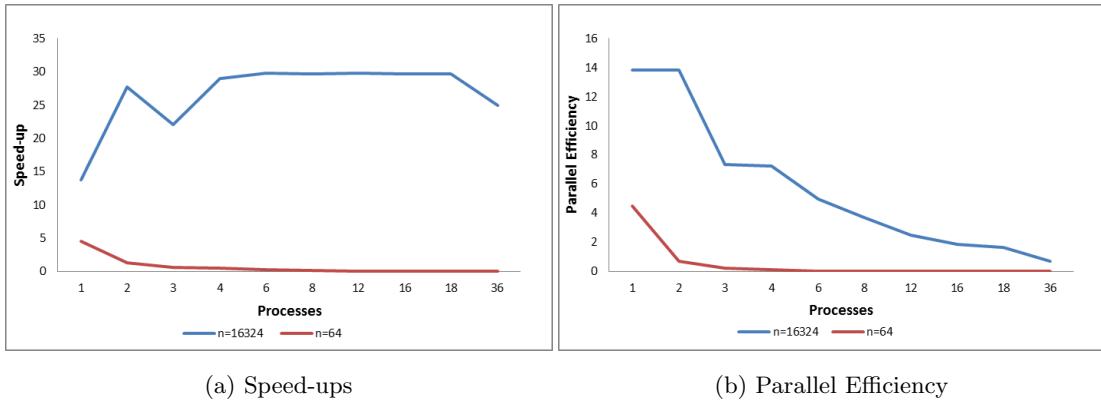 35
30
25
20
15
10
5
0
Speed-up
1 2 3 4 6 8 12 16 18 36
Processes
n=16324 n=64
16
14
12
10
8
6
4
2
0
Parallel Efficiency
1 2 3 4 6 8 12 16 18 36
Processes
n=16324 n=64
(a) Speed-ups
(b) Parallel Efficiency